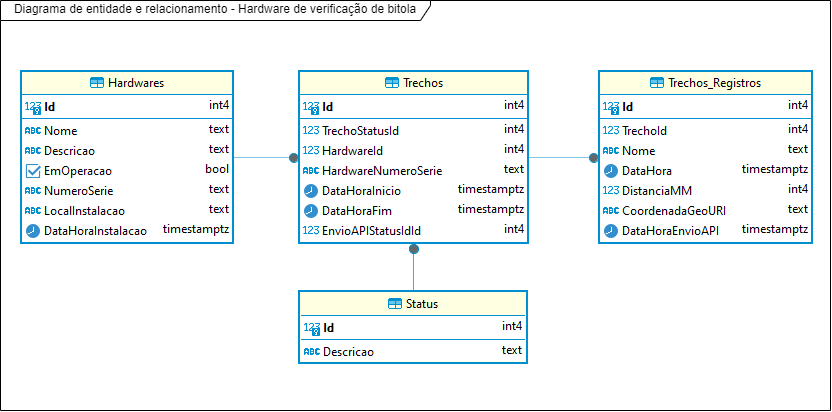 Diagrama de entidade e relacionamento - Hardware de verificação de bitola
Hardwares
123 Id int4
ABC Nome text
ABC Descricao text
EmOperacao bool
ABC NumeroSerie text
ABC LocalInstalacao text
DataHoraInstalacao timestamptz
Trechos
123 Id int4
123 TrechoStatusId int4
123 HardwareId int4
ABC HardwareNumeroSerie text
DataHoraInicio timestamptz
DataHoraFim timestamptz
123 EnvioAPIStatusIdId int4
Trechos_Registros
123 Id int4
123 TrechoId int4
ABC Nome text
DataHora timestamptz
123 DistanciaMM int4
ABC CoordenadaGeoURI text
DataHoraEnvioAPI timestamptz
Status
123 Id int4
ABC Descricao text